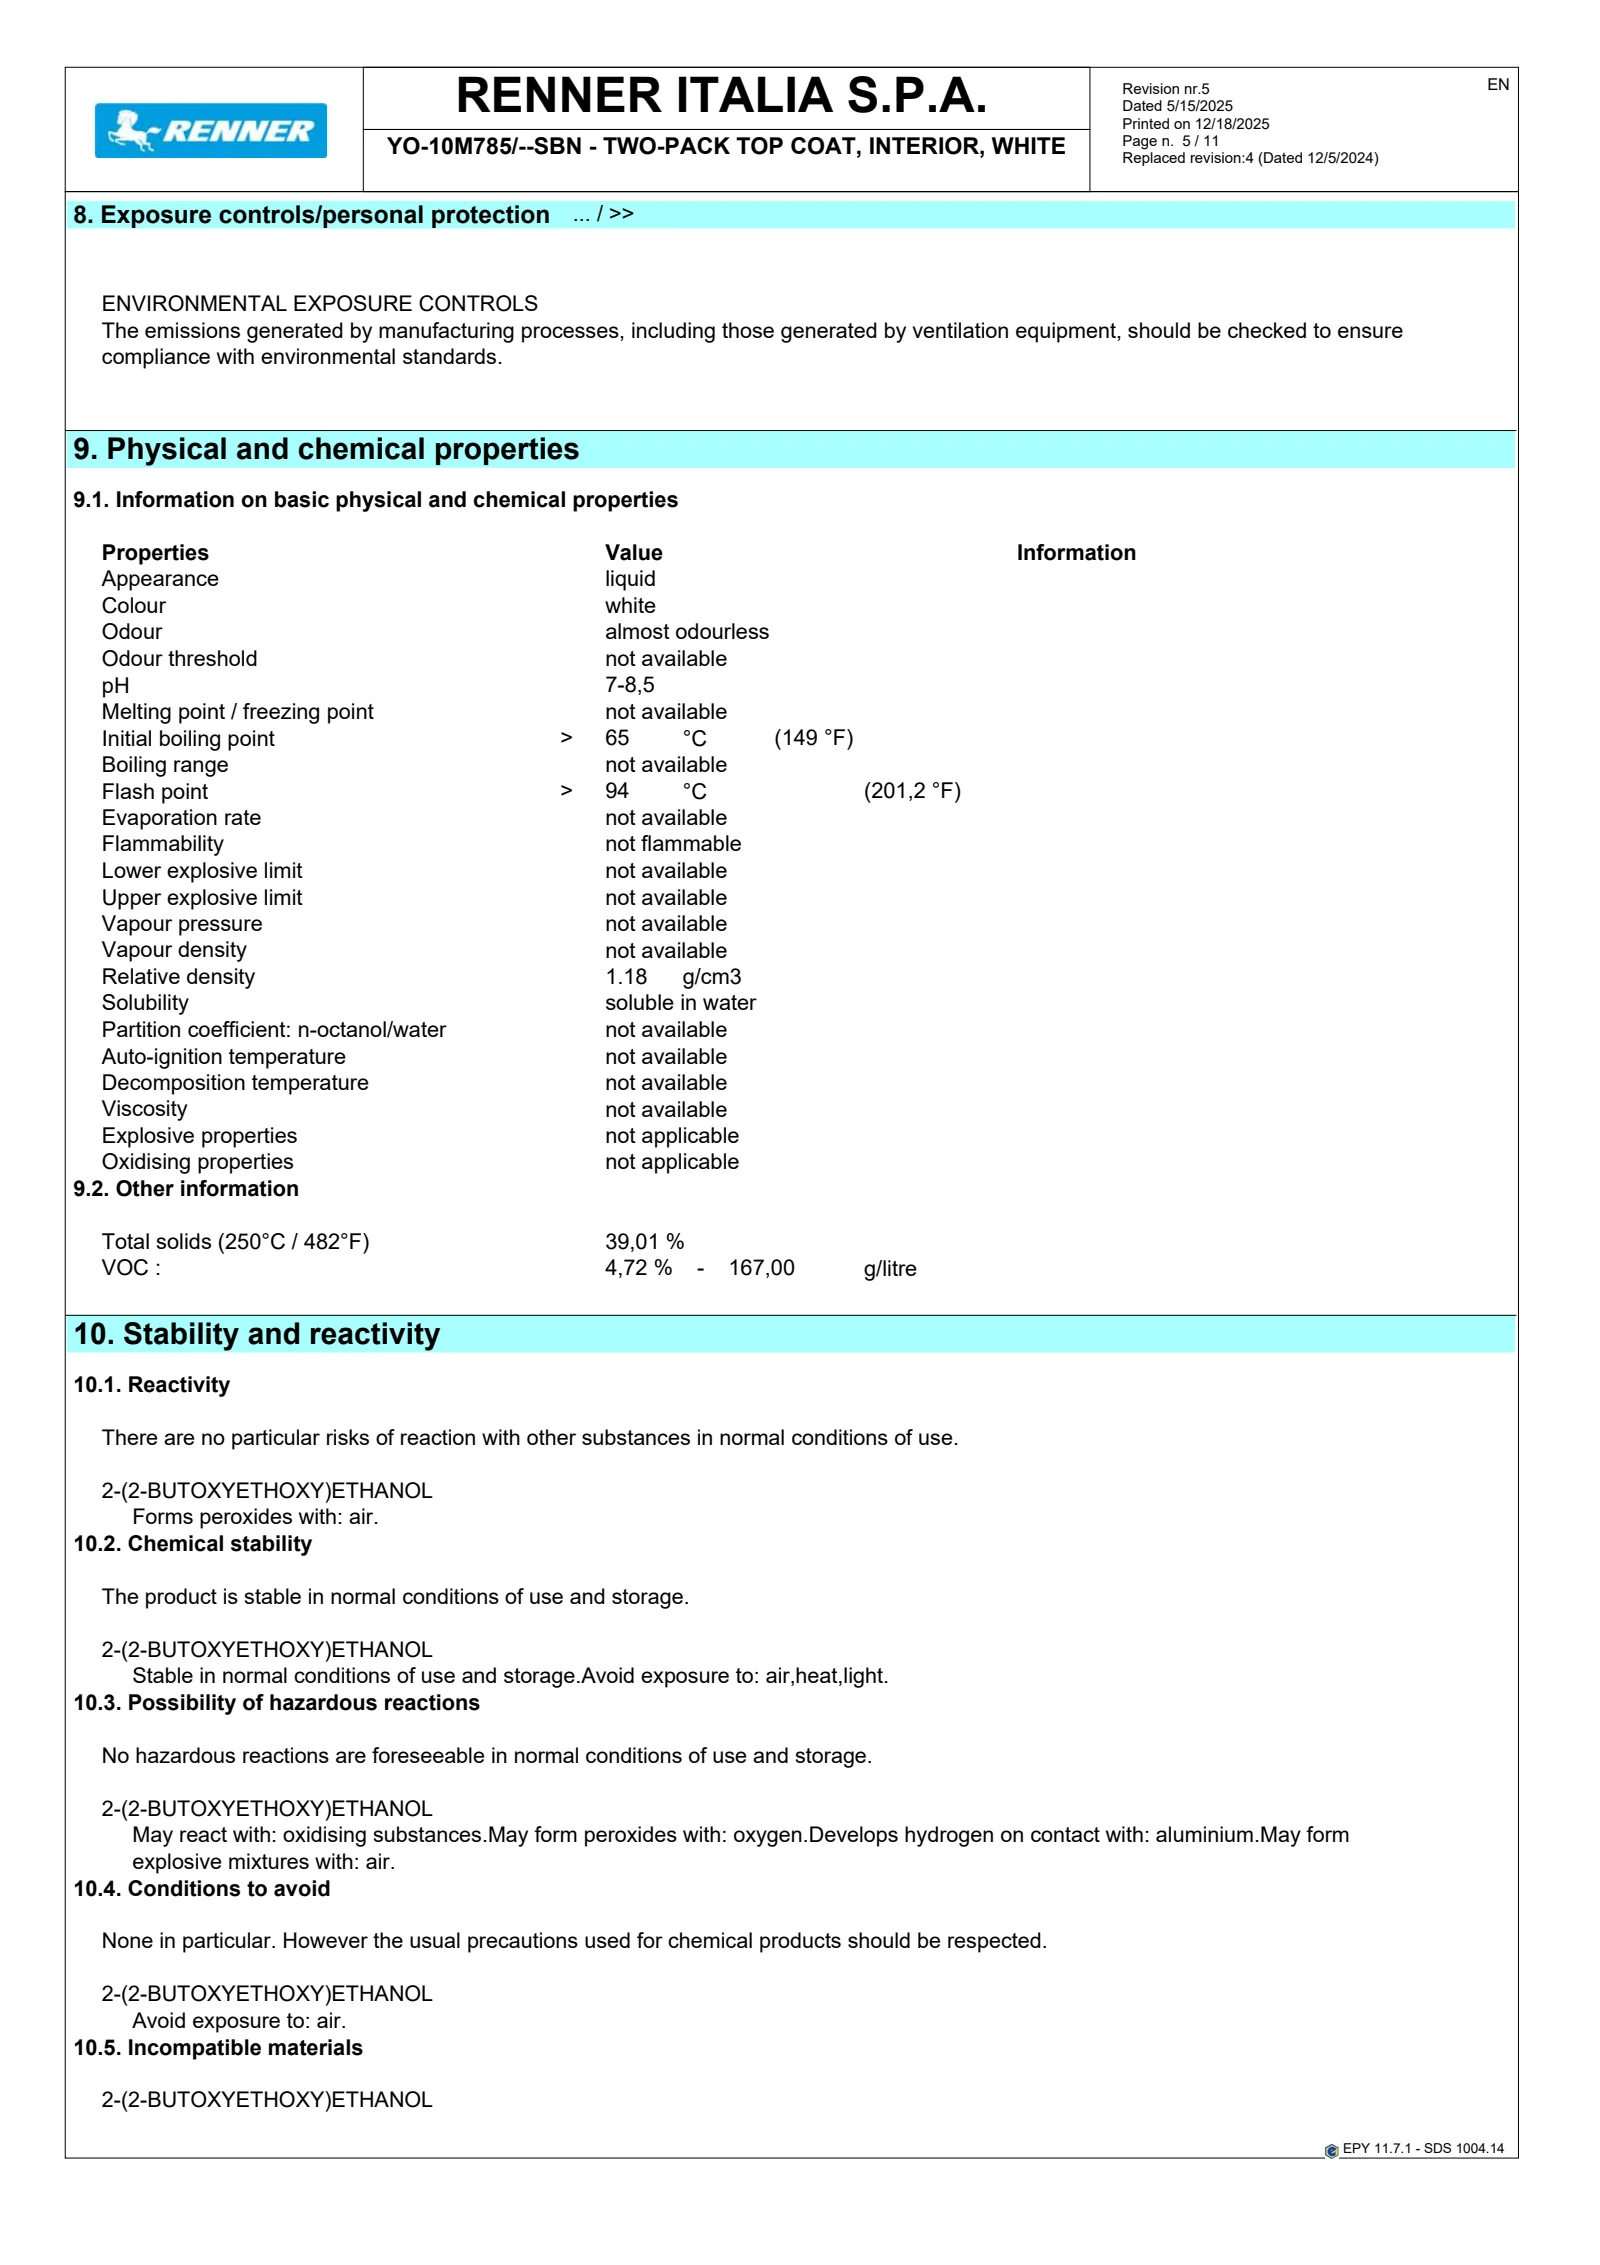 RENNER
RENNER ITALIA S.P.A.
YO-10M785/--SBN - TWO-PACK TOP COAT, INTERIOR, WHITE
EN
Revision nr.5
Dated 5/15/2025
Printed on 12/18/2025
Page n. 5 / 11
Replaced revision:4 (Dated 12/5/2024)
8. Exposure controls/personal protection ... / >>
ENVIRONMENTAL EXPOSURE CONTROLS
The emissions generated by manufacturing processes, including those generated by ventilation equipment, should be checked to ensure
compliance with environmental standards.
9. Physical and chemical properties
9.1. Information on basic physical and chemical properties
Properties Value Information
Appearance liquid
Colour white
Odour almost odourless
Odour threshold not available
pH 7-8,5
Melting point / freezing point not available
Initial boiling point > 65 °C (149 °F)
Boiling range not available
Flash point > 94 °C (201,2 °F)
Evaporation rate not available
Flammability not flammable
Lower explosive limit not available
Upper explosive limit not available
Vapour pressure not available
Vapour density not available
Relative density 1.18 g/cm3
Solubility soluble in water
Partition coefficient: n-octanol/water not available
Auto-ignition temperature not available
Decomposition temperature not available
Viscosity not available
Explosive properties not applicable
Oxidising properties not applicable
9.2. Other information
Total solids (250°C / 482°F) 39,01 %
VOC : 4,72 % - 167,00 g/litre
10. Stability and reactivity
10.1. Reactivity
There are no particular risks of reaction with other substances in normal conditions of use.
2-(2-BUTOXYETHOXY)ETHANOL
Forms peroxides with: air.
10.2. Chemical stability
The product is stable in normal conditions of use and storage.
2-(2-BUTOXYETHOXY)ETHANOL
Stable in normal conditions of use and storage.Avoid exposure to: air,heat,light.
10.3. Possibility of hazardous reactions
No hazardous reactions are foreseeable in normal conditions of use and storage.
2-(2-BUTOXYETHOXY)ETHANOL
May react with: oxidising substances.May form peroxides with: oxygen.Develops hydrogen on contact with: aluminium.May form
explosive mixtures with: air.
10.4. Conditions to avoid
None in particular. However the usual precautions used for chemical products should be respected.
2-(2-BUTOXYETHOXY)ETHANOL
Avoid exposure to: air.
10.5. Incompatible materials
2-(2-BUTOXYETHOXY)ETHANOL
EPY 11.7.1 - SDS 1004.14